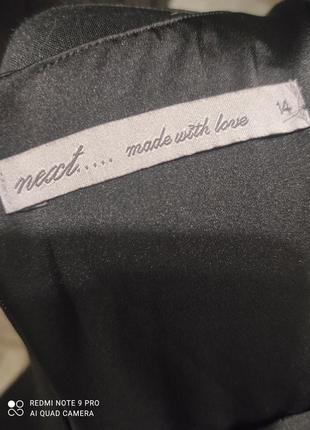 next..... made with love 14
REDMI NOTE 9 PRO
AI QUAD CAMERA